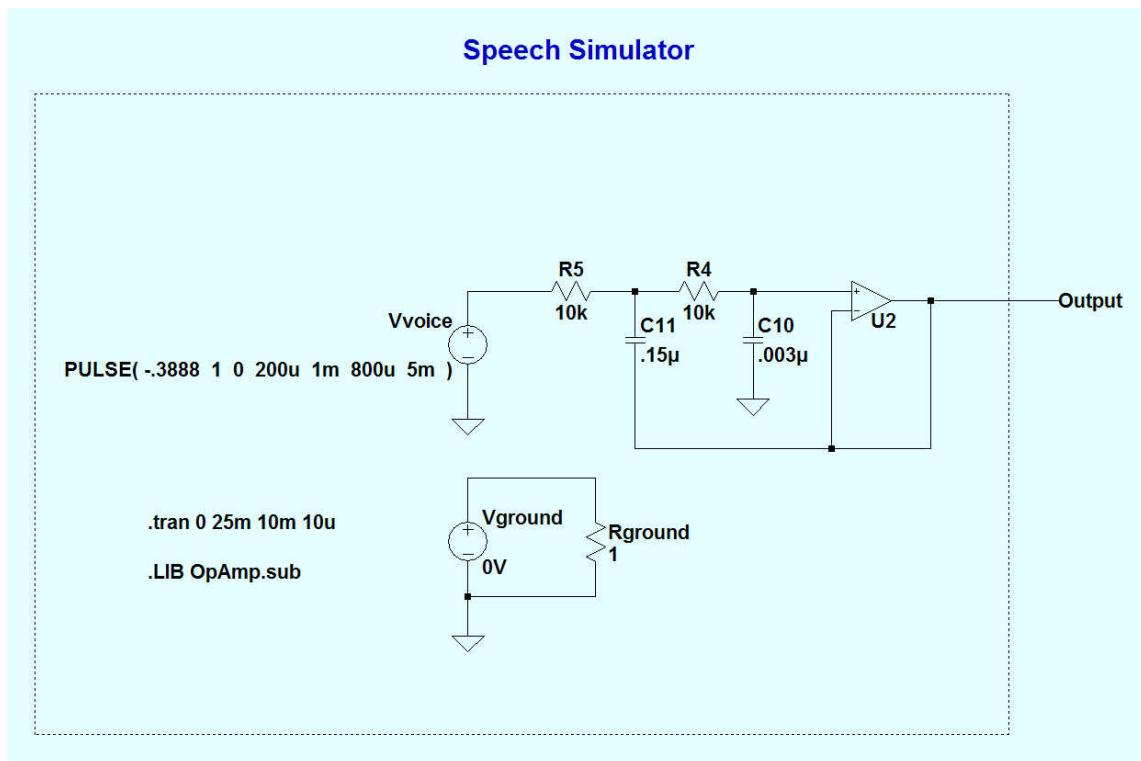 Speech Simulator
R5
R4
10k
10k
Output
U2
C11
.15µ
C10
.003µ
Vvoice
PULSE( -.3888 1 0 200u 1m 800u 5m )
.tran 0 25m 10m 10u
.LIB OpAmp.sub
Vground
0V
Rground
1